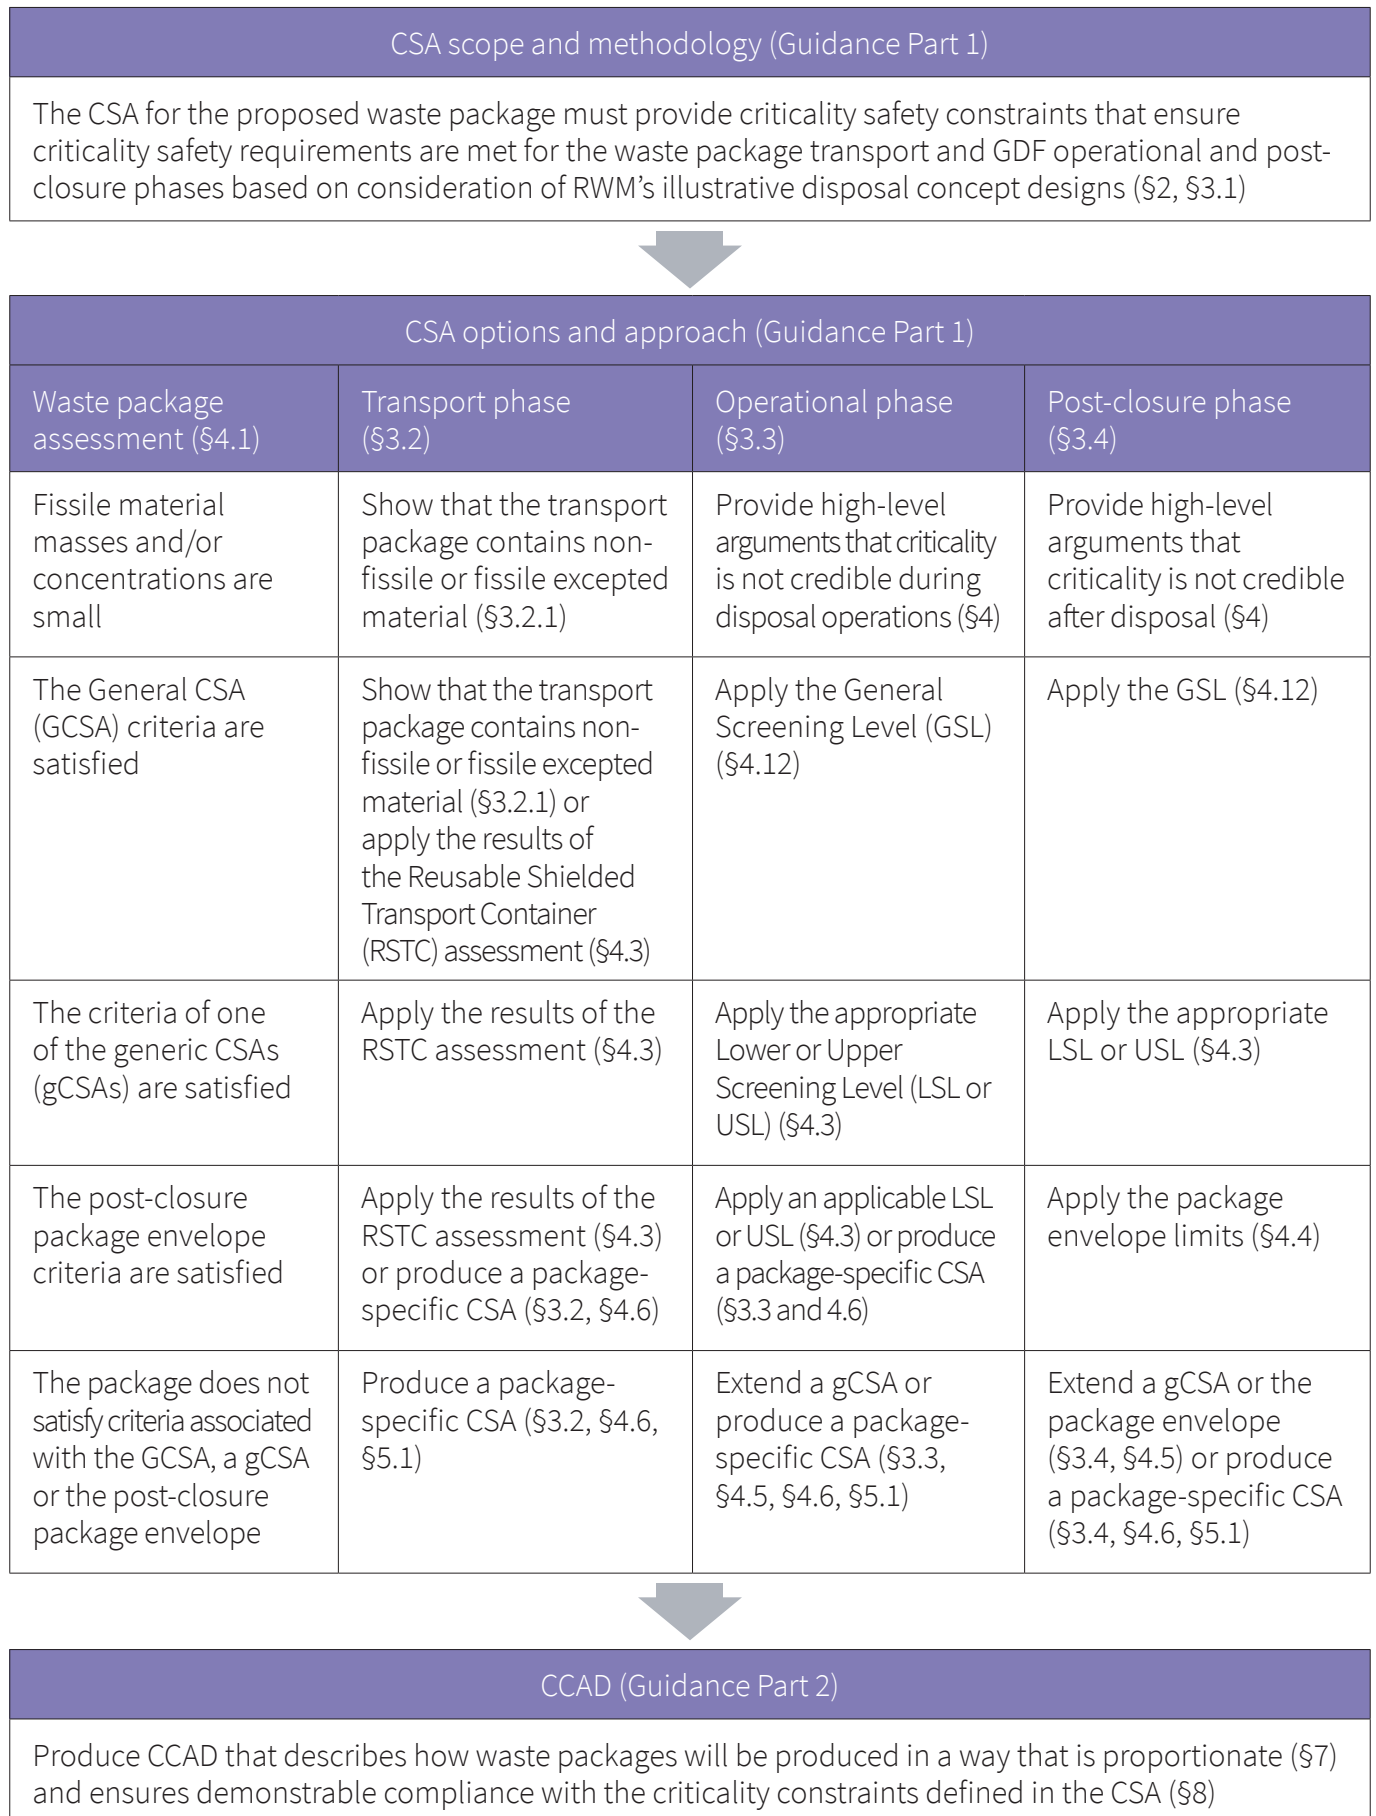 CSA scope and methodology (Guidance Part 1)
The CSA for the proposed waste package must provide criticality safety constraints that ensure
criticality safety requirements are met for the waste package transport and GDF operational and post-
closure phases based on consideration of RWM's illustrative disposal concept designs (§2, §3.1)
CSA options and approach (Guidance Part 1)
Waste package
assessment (§4.1)
Transport phase
(§3.2)
Operational phase
(§3.3)
Post-closure phase
(§3.4)
Fissile material
masses and/or
concentrations are
small
Show that the transport
package contains non-
fissile or fissile excepted
material (§3.2.1)
Provide high-level
arguments that criticality
is not credible during
disposal operations (§4)
Provide high-level
arguments that
criticality is not credible
after disposal (§4)
The General CSA
(GCSA) criteria are
satisfied
Show that the transport
package contains non-
fissile or fissile excepted
material (§3.2.1) or
apply the results of
the Reusable Shielded
Transport Container
(RSTC) assessment (§4.3)
Apply the General
Screening Level (GSL)
(§4.12)
Apply the GSL (§4.12)
The criteria of one
of the generic CSAs
(gCSAs) are satisfied
Apply the results of the
RSTC assessment (§4.3)
Apply the appropriate
Lower or Upper
Screening Level (LSL or
USL) (§4.3)
Apply the appropriate
LSL or USL (§4.3)
The post-closure
package envelope
criteria are satisfied
Apply the results of the
RSTC assessment (§4.3)
or produce a package-
specific CSA (§3.2, §4.6)
Apply an applicable LSL
or USL (§4.3) or produce
a package-specific CSA
(§3.3 and 4.6)
Apply the package
envelope limits (§4.4)
The package does not
satisfy criteria associated
with the GCSA, a gCSA
or the post-closure
package envelope
Produce a package-
specific CSA (§3.2, §4.6,
§5.1)
Extend a gCSA or
produce a package-
specific CSA (§3.3,
§4.5, §4.6, §5.1)
Extend a gCSA or the
package envelope
(§3.4, §4.5) or produce
a package-specific CSA
(§3.4, §4.6, §5.1)
CCAD (Guidance Part 2)
Produce CCAD that describes how waste packages will be produced in a way that is proportionate (§7)
and ensures demonstrable compliance with the criticality constraints defined in the CSA (§8)